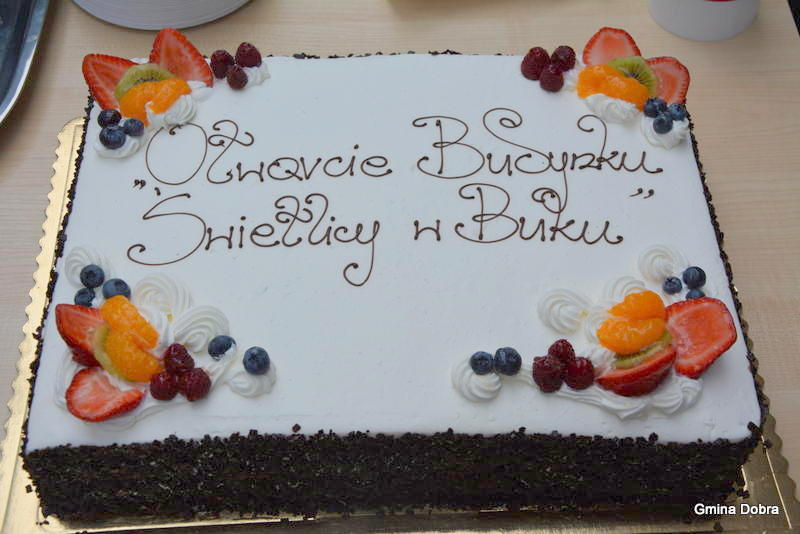 „Otwarcie Budynku
Świetlicy w Buku”
Gmina Dobra